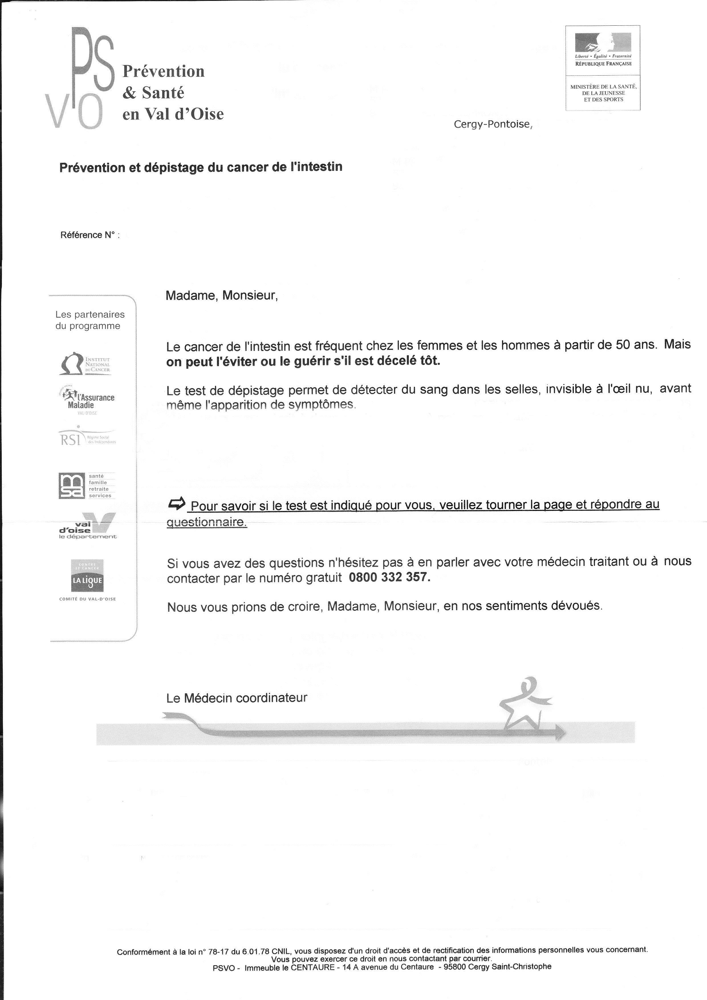 PS
VO
Prévention
& Santé
en Val d'Oise
Liberté • Égalité • Fraternité
RÉPUBLIQUE FRANÇAISE
MINISTÈRE DE LA SANTÉ,
DE LA JEUNESSE
ET DES SPORTS
Cergy-Pontoise,
Prévention et dépistage du cancer de l'intestin
Référence N° :
Les partenaires
du programme
INSTITUT
NATIONAL
DU CANCER
l'Assurance
Maladie
VAL-D'OISE
RSI
Régime Social
des Indépendants
msa
santé
famille
retraite
services
val
d'oise
le département
CONTRE
LE CANCER
LA LIGUE
COMITÉ DU VAL-D'OISE
Madame, Monsieur,
Le cancer de l'intestin est fréquent chez les femmes et les hommes à partir de 50 ans. Mais
on peut l'éviter ou le guérir s'il est décelé tôt.
Le test de dépistage permet de détecter du sang dans les selles, invisible à l'œil nu, avant
même l'apparition de symptômes.
Pour savoir si le test est indiqué pour vous, veuillez tourner la page et répondre au
questionnaire.
Si vous avez des questions n'hésitez pas à en parler avec votre médecin traitant ou à nous
contacter par le numéro gratuit 0800 332 357.
Nous vous prions de croire, Madame, Monsieur, en nos sentiments dévoués.
Le Médecin coordinateur
Conformément à la loi n° 78-17 du 6.01.78 CNIL, vous disposez d'un droit d'accès et de rectification des informations personnelles vous concernant.
Vous pouvez exercer ce droit en nous contactant par courrier.
PSVO - Immeuble le CENTAURE - 14 A avenue du Centaure - 95800 Cergy Saint-Christophe